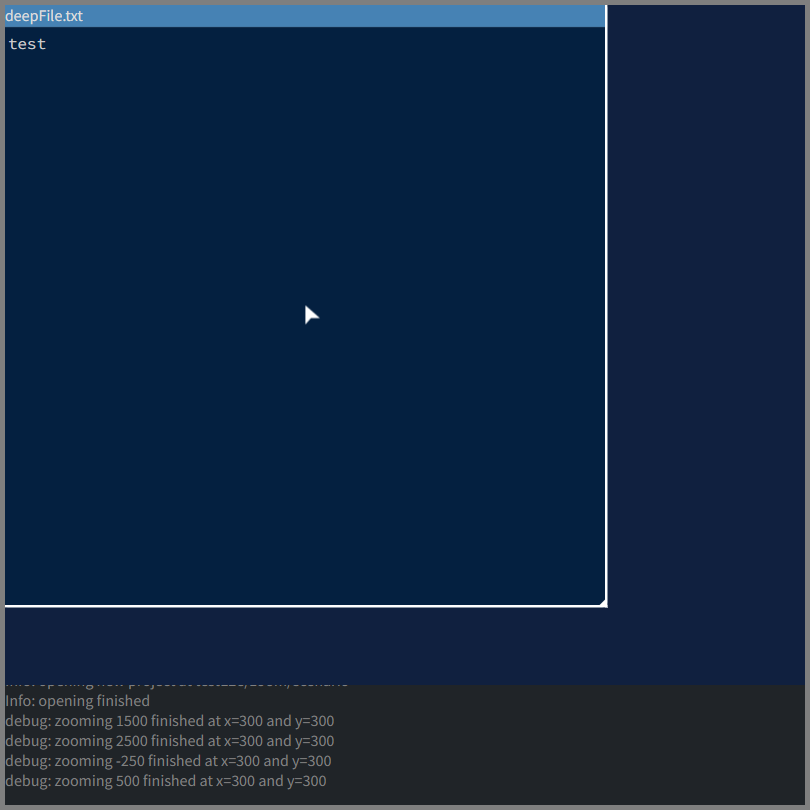 deepFile.txt
test
Info: opening finished
debug: zooming 1500 finished at x=300 and y=300
debug: zooming 2500 finished at x=300 and y=300
debug: zooming -250 finished at x=300 and y=300
debug: zooming 500 finished at x=300 and y=300